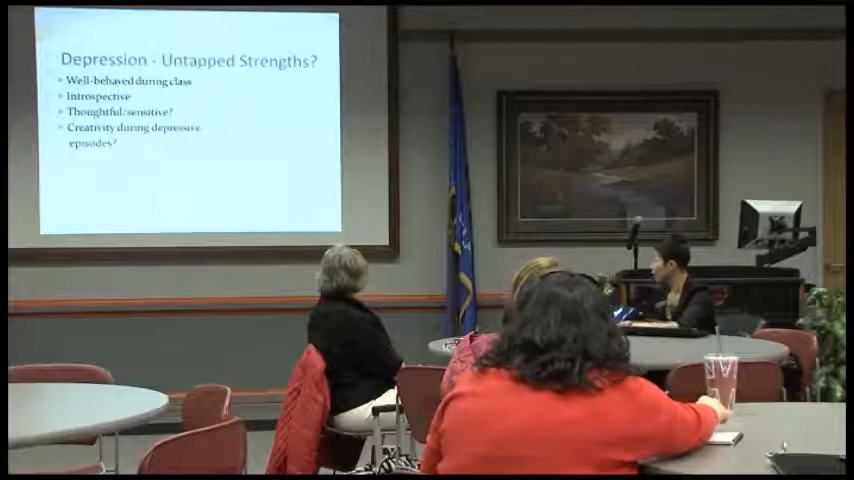 Depression - Untapped Strengths?
Well-behaved during class
Introspective
Thoughtful/sensitive?
Creativity during depressive
episodes?